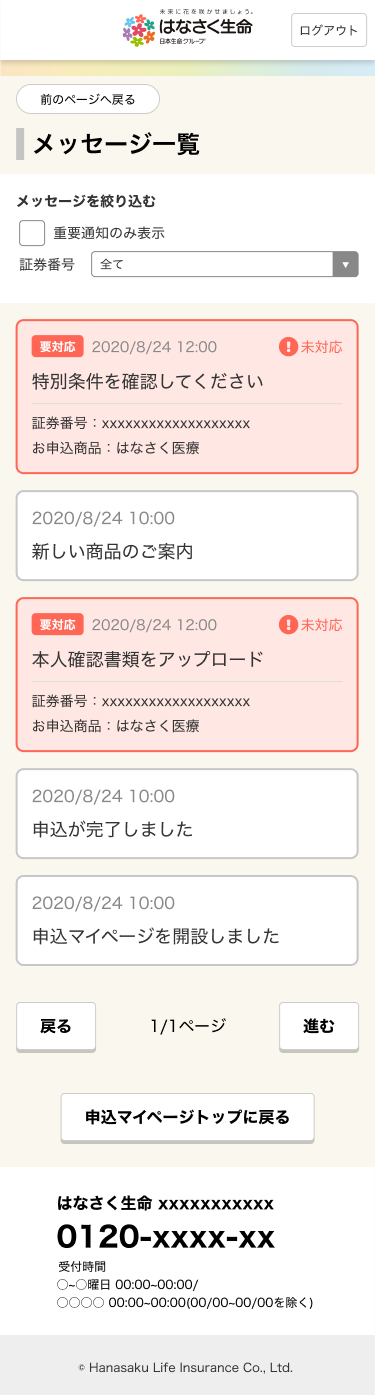 未来に花を咲かせましょう。
はなさく生命
日本生命グループ
ログアウト
前のページへ戻る
メッセージ一覧
メッセージを絞り込む
重要通知のみ表示
証券番号 全て ▼
要対応 2020/8/24 12:00 ! 未対応
特別条件を確認してください
証券番号：xxxxxxxxxxxxxxxxxxx
お申込商品：はなさく医療
2020/8/24 10:00
新しい商品のご案内
要対応 2020/8/24 12:00 ! 未対応
本人確認書類をアップロード
証券番号：xxxxxxxxxxxxxxxxxxx
お申込商品：はなさく医療
2020/8/24 10:00
申込が完了しました
2020/8/24 10:00
申込マイページを開設しました
戻る 1/1ページ 進む
申込マイページトップに戻る
はなさく生命 xxxxxxxxxxx
0120-xxxx-xx
受付時間
○~○曜日 00:00~00:00/
○○○○ 00:00~00:00(00/00~00/00を除く)
© Hanasaku Life Insurance Co., Ltd.